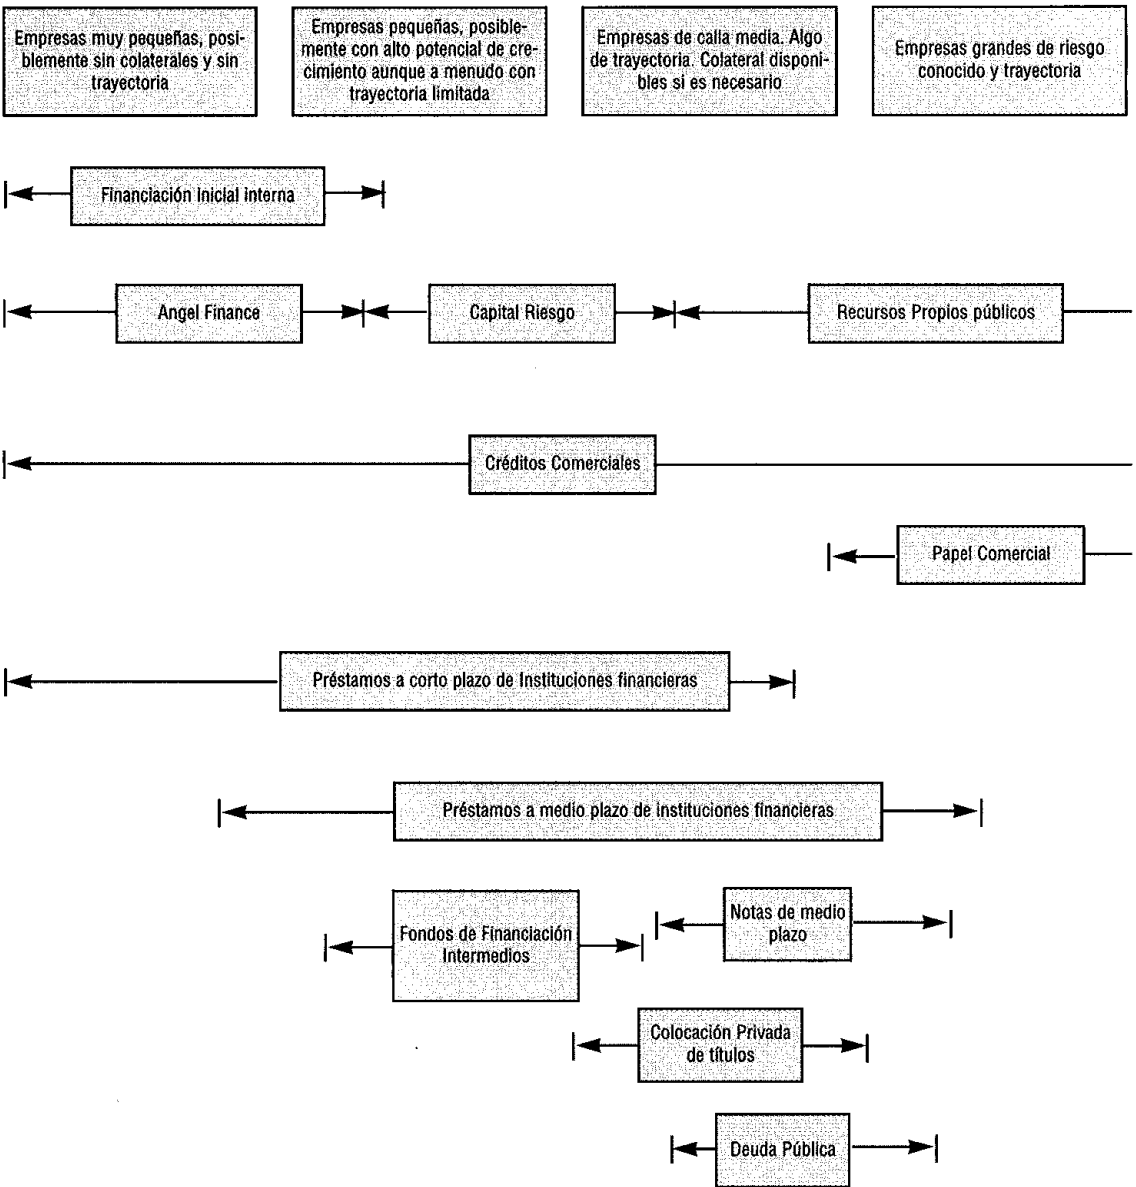 Empresas muy pequeñas, posi-
blemente sin colaterales y sin
trayectoria
Empresas pequeñas, posible-
mente con alto potencial de cre-
cimiento aunque a menudo con
trayectoria limitada
Empresas de calla media. Algo
de trayectoria. Colateral disponi-
bles si es necesario
Empresas grandes de riesgo
conocido y trayectoria
Financiación Inicial interna
Angel Finance
Capital Riesgo
Recursos Propios públicos
Créditos Comerciales
Papel Comercial
Préstamos a corto plazo de Instituciones financieras
Préstamos a medio plazo de instituciones financieras
Fondos de Financiación
Intermedios
Notas de medio
plazo
Colocación Privada
de títulos
Deuda Pública